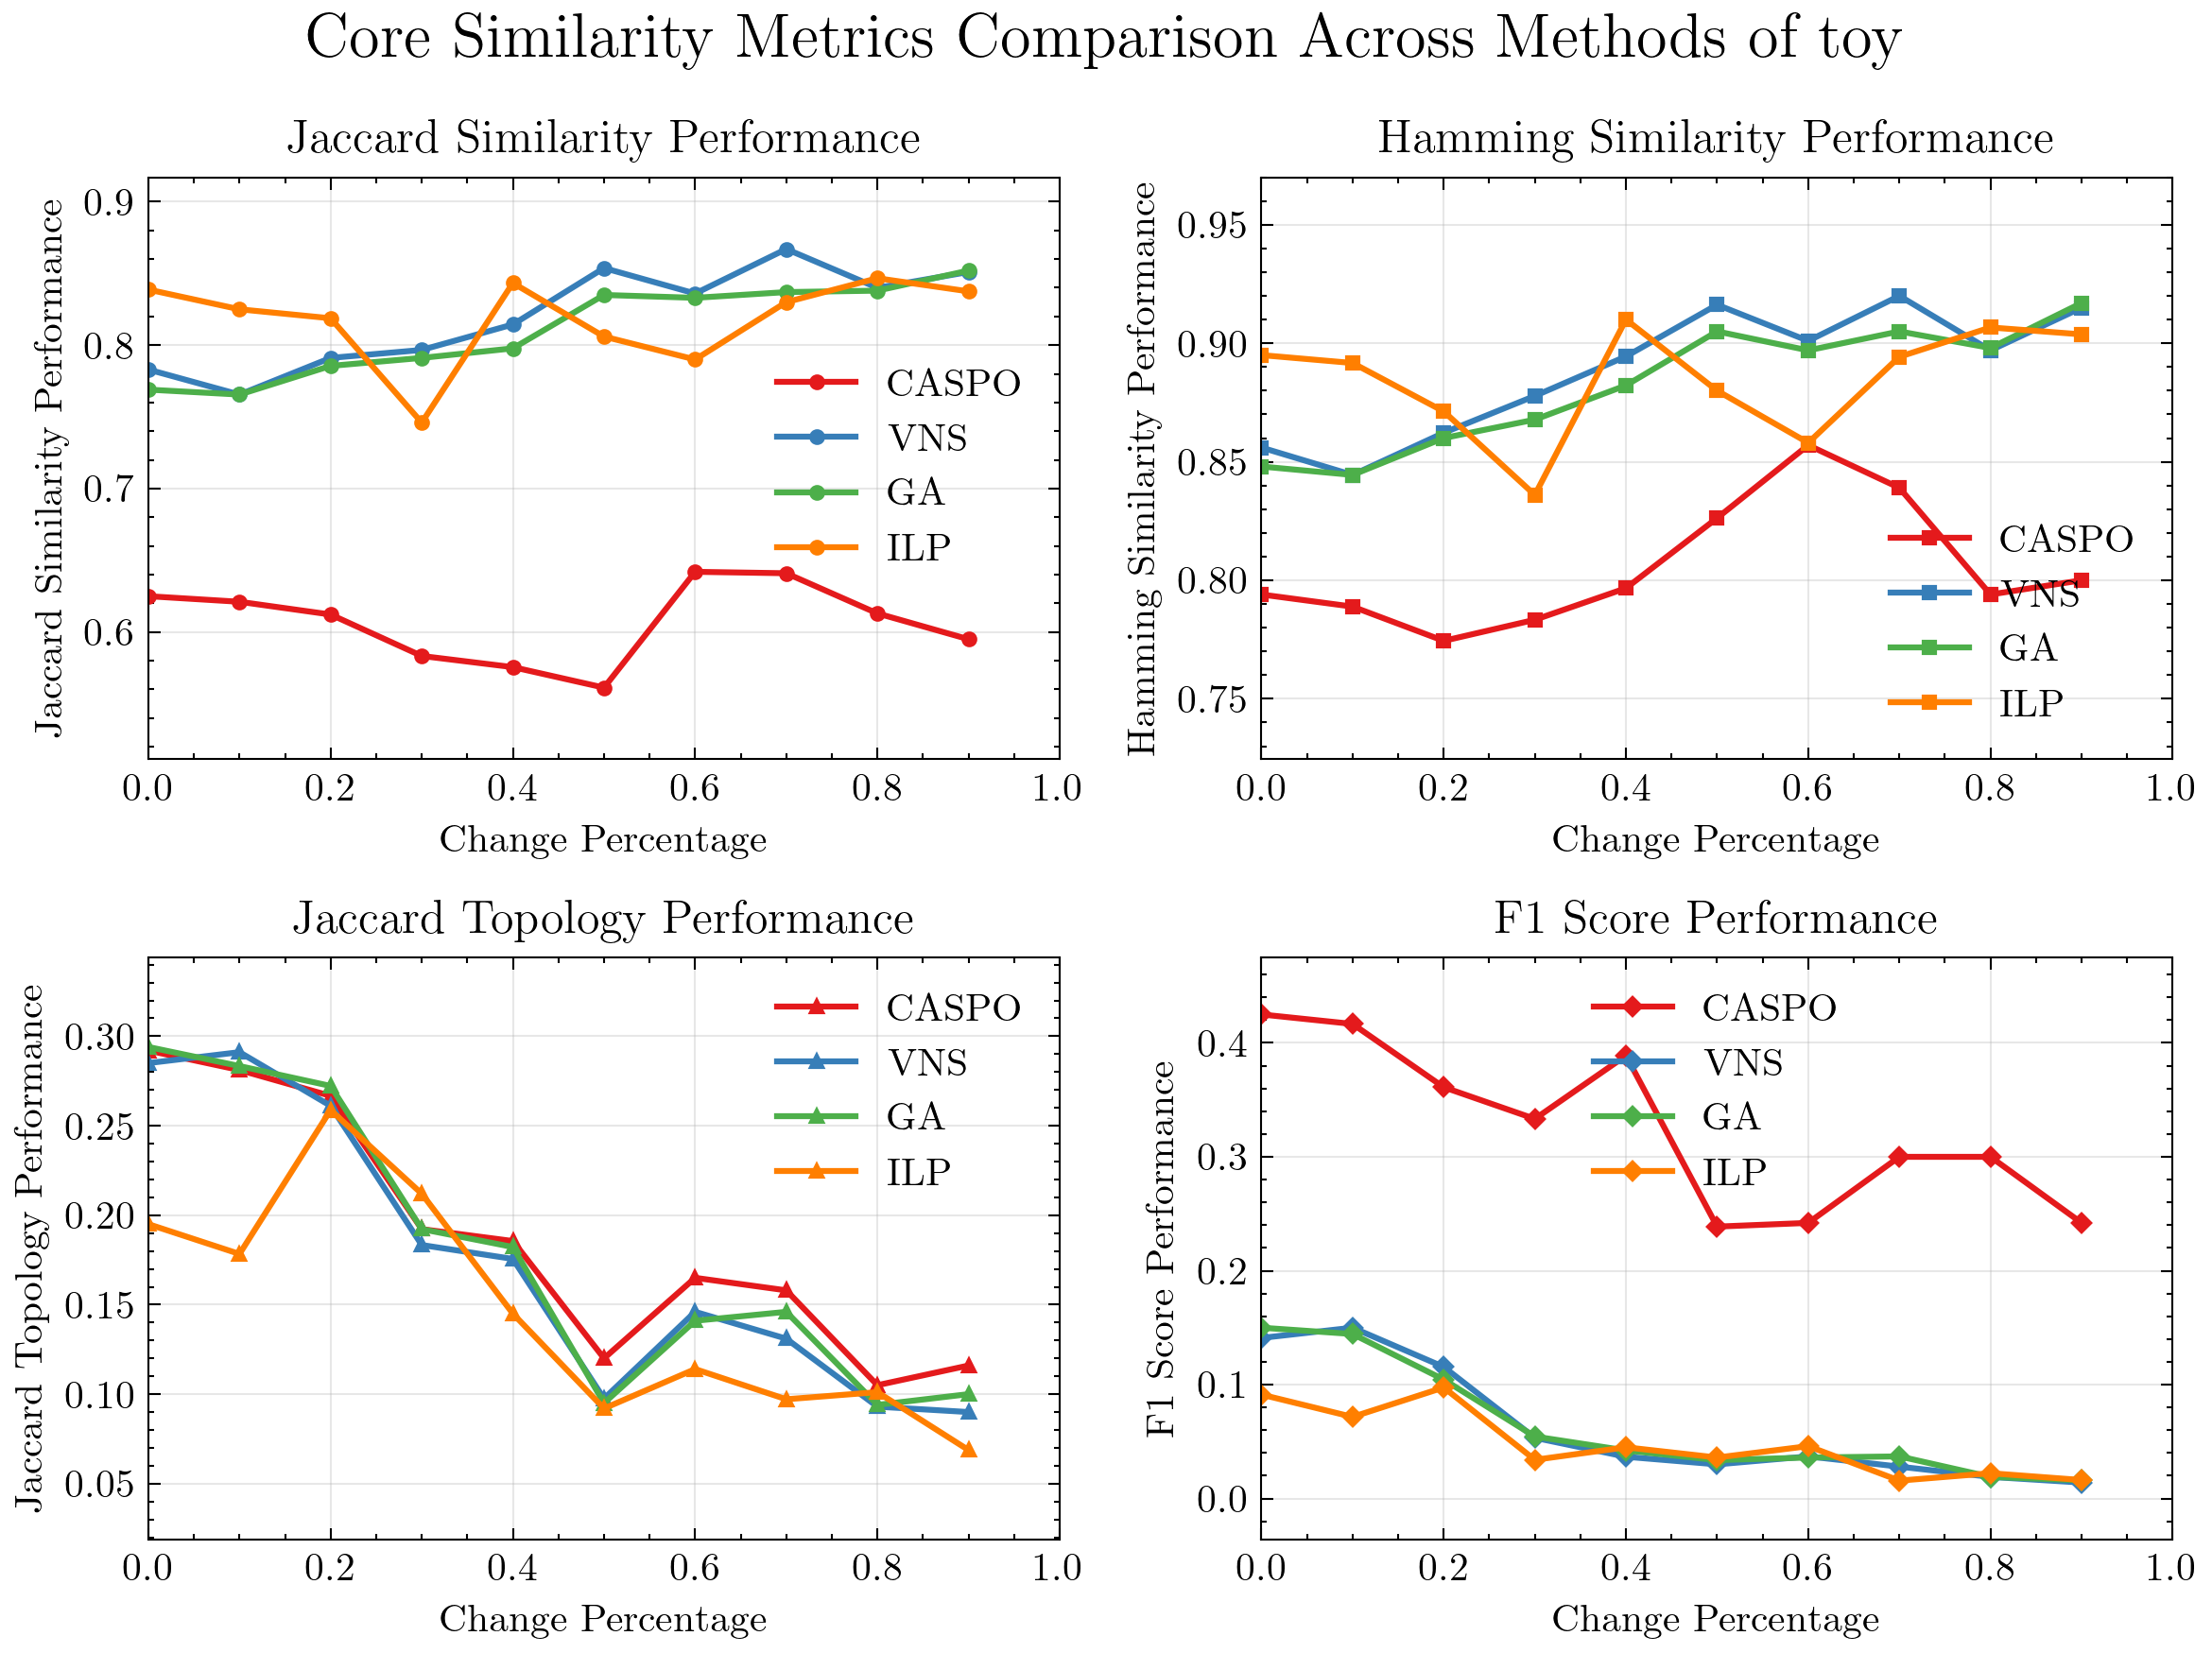 Core Similarity Metrics Comparison Across Methods of toy
Jaccard Similarity Performance
Jaccard Similarity Performance
0.9
0.8
0.7
0.6
CASPO
VNS
GA
ILP
0.0 0.2 0.4 0.6 0.8 1.0
Change Percentage
Hamming Similarity Performance
Hamming Similarity Performance
0.95
0.90
0.85
0.80
0.75
CASPO
VNS
GA
ILP
0.0 0.2 0.4 0.6 0.8 1.0
Change Percentage
Jaccard Topology Performance
Jaccard Topology Performance
0.30
0.25
0.20
0.15
0.10
0.05
CASPO
VNS
GA
ILP
0.0 0.2 0.4 0.6 0.8 1.0
Change Percentage
F1 Score Performance
F1 Score Performance
0.4
0.3
0.2
0.1
0.0
CASPO
VNS
GA
ILP
0.0 0.2 0.4 0.6 0.8 1.0
Change Percentage